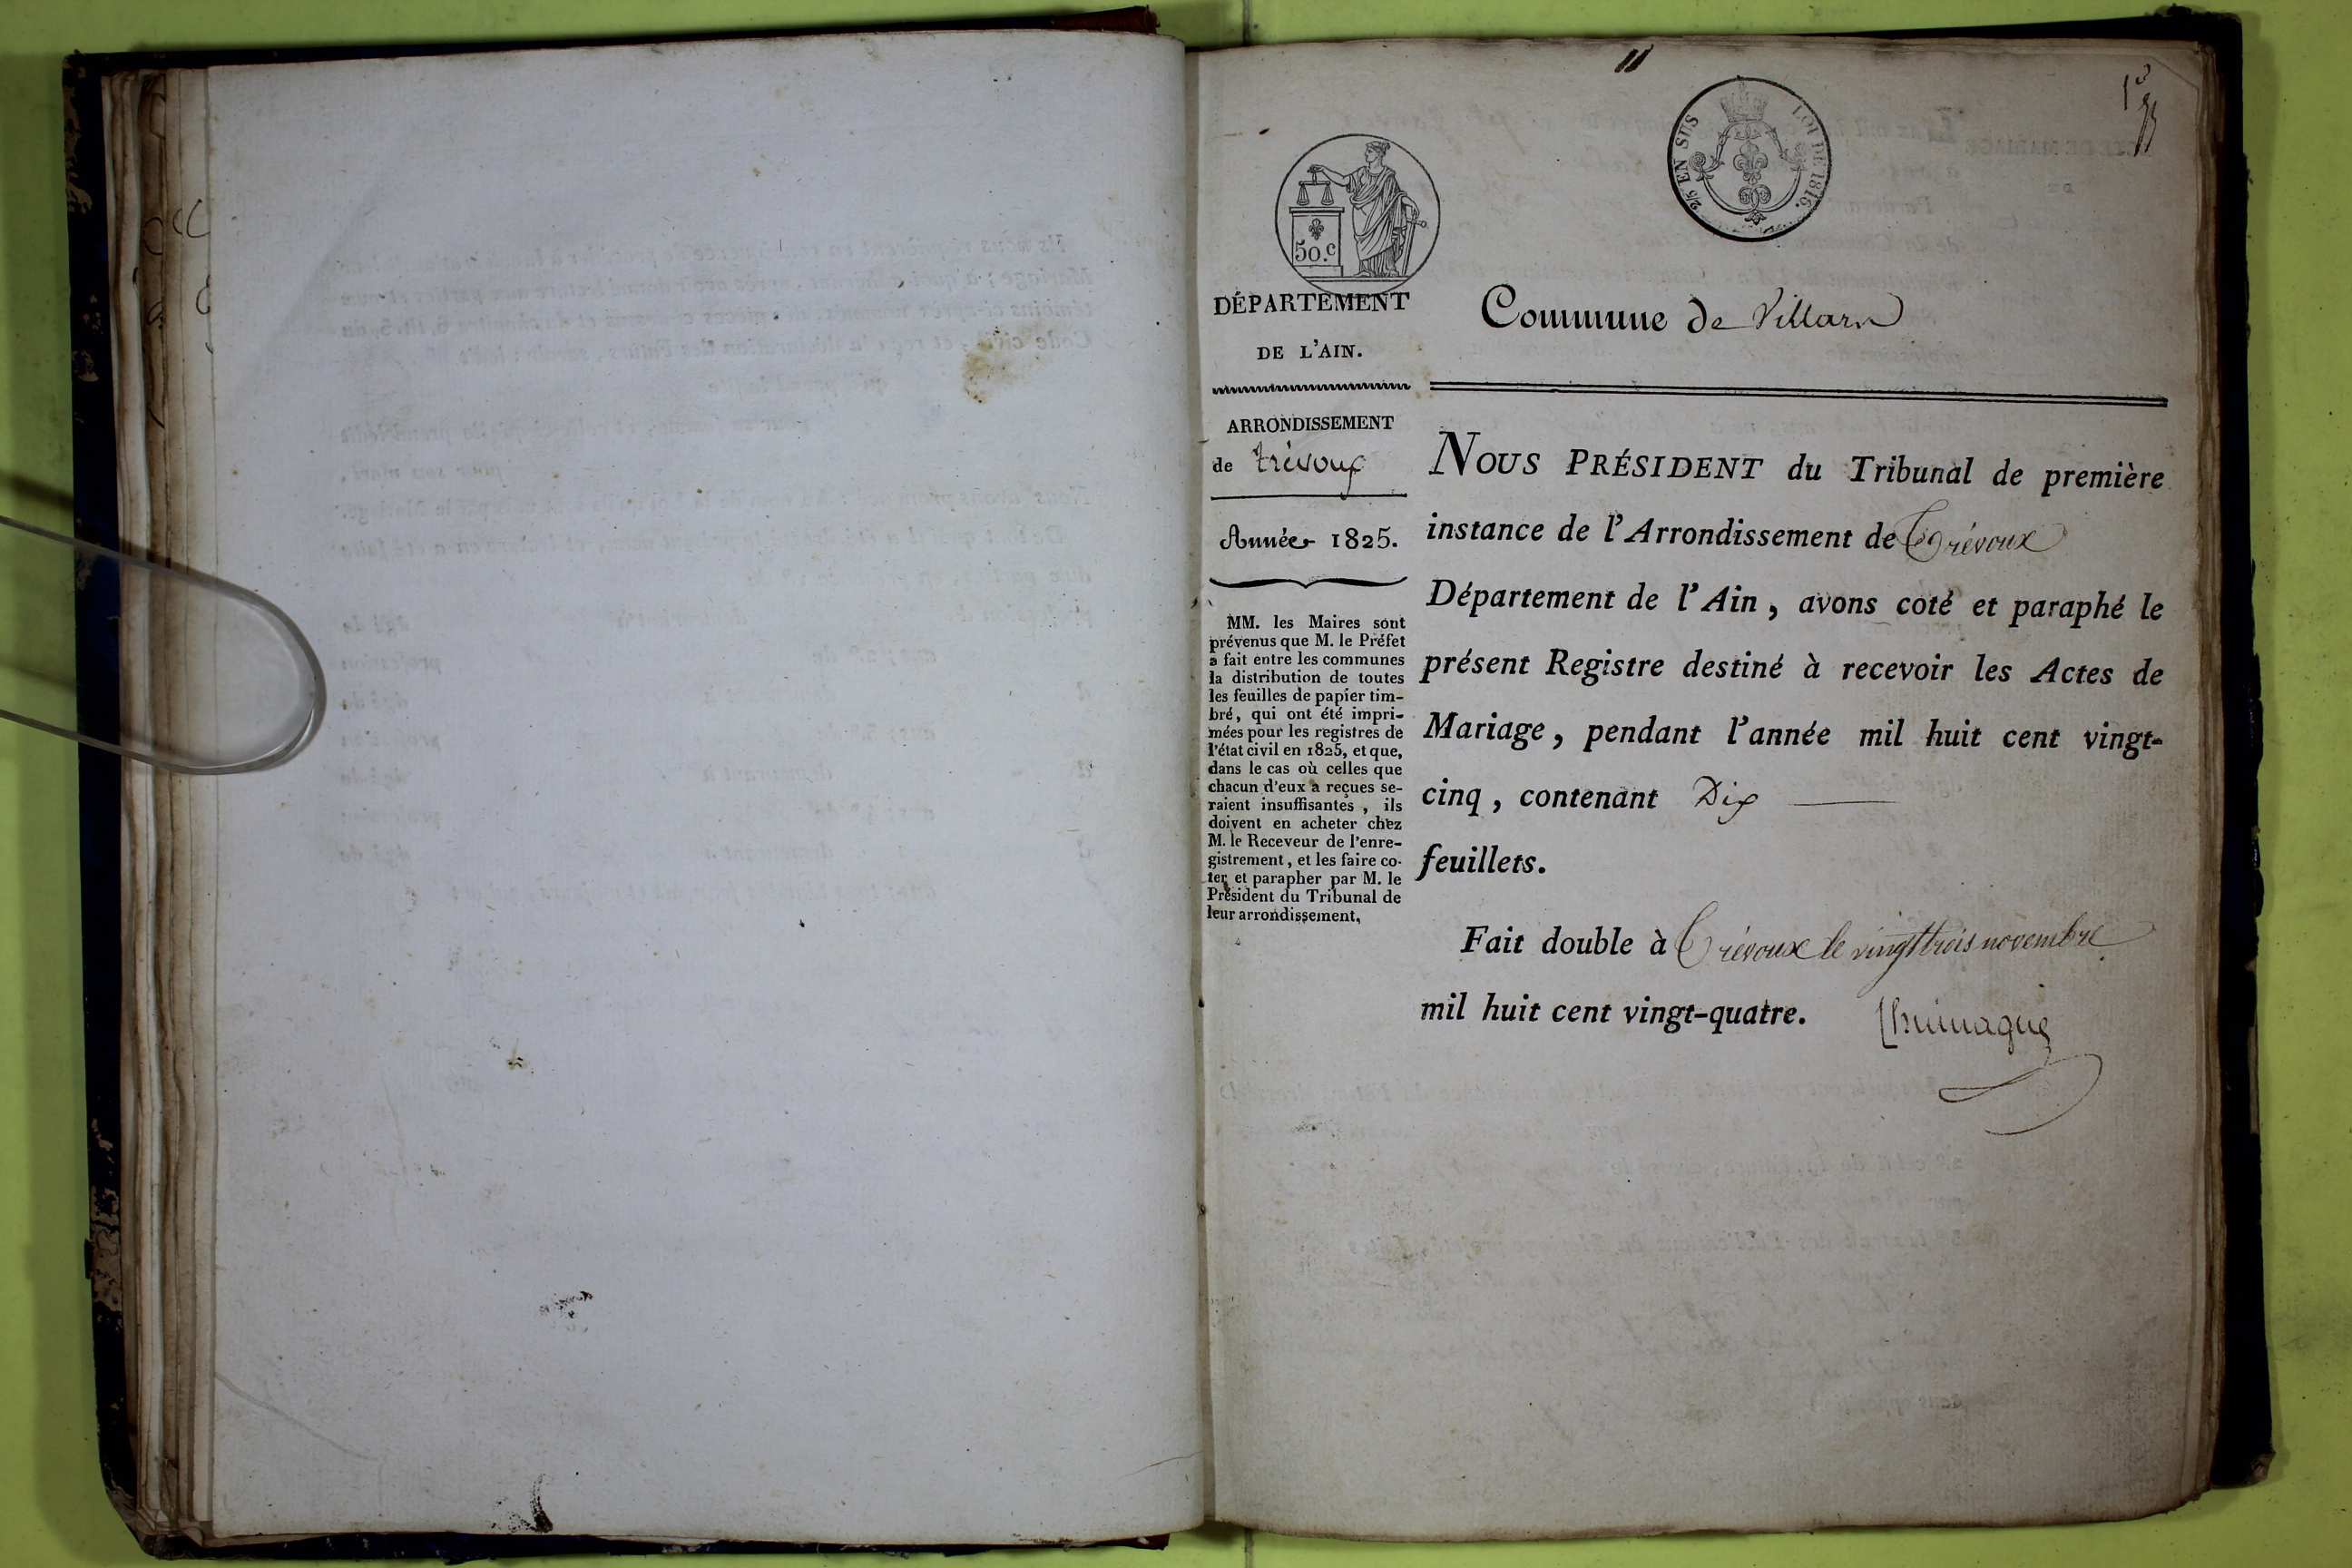 2/5 EN SUS
LOI DE 1816.
50.c
DÉPARTEMENT
DE L'AIN.
Commune de Villars
ARRONDISSEMENT
de trévoux
Année 1825.
MM. les Maires sont
prévenus que M. le Préfet
a fait entre les communes
la distribution de toutes
les feuilles de papier tim-
bré, qui ont été impri-
mées pour les registres de
l'état civil en 1825, et que,
dans le cas où celles que
chacun d'eux a reçues se-
raient insuffisantes, ils
doivent en acheter chez
M. le Receveur de l'enre-
gistrement, et les faire co-
ter et parapher par M. le
Président du Tribunal de
leur arrondissement,
NOUS PRÉSIDENT du Tribunal de première
instance de l'Arrondissement de Trévoux
Département de l'Ain, avons coté et paraphé le
présent Registre destiné à recevoir les Actes de
Mariage, pendant l'année mil huit cent vingt-
cinq, contenant Dix
feuillets.
Fait double à Trévoux le vingt trois novembre
mil huit cent vingt-quatre.